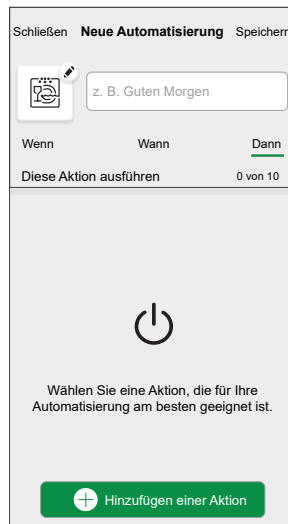 Schließen Neue Automatisierung Speichern
z. B. Guten Morgen
Wenn Wann Dann
Diese Aktion ausführen 0 von 10
Wählen Sie eine Aktion, die für Ihre
Automatisierung am besten geeignet ist.
Hinzufügen einer Aktion